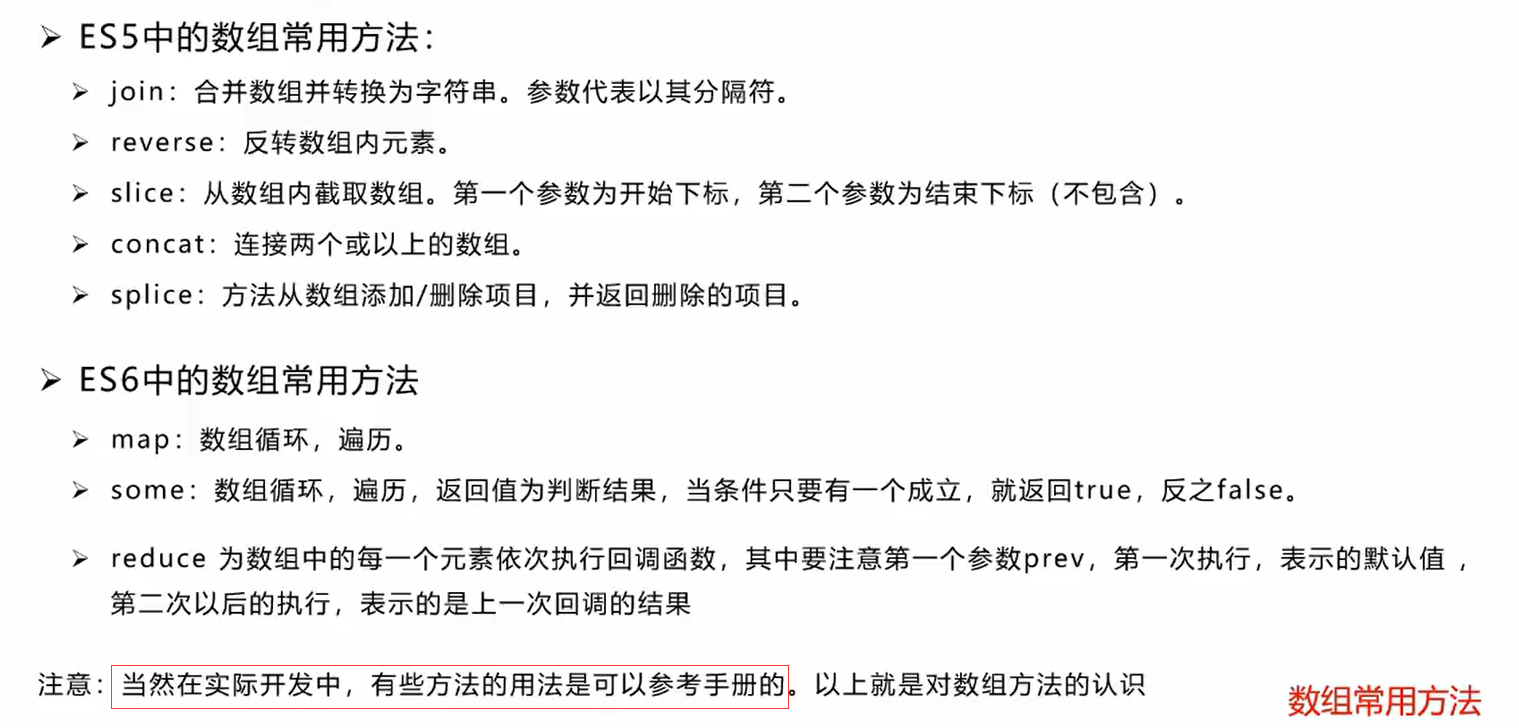 ➢ ES5中的数组常用方法：
➢ join：合并数组并转换为字符串。参数代表以其分隔符。
➢ reverse：反转数组内元素。
➢ slice：从数组内截取数组。第一个参数为开始下标，第二个参数为结束下标（不包含）。
➢ concat：连接两个或以上的数组。
➢ splice：方法从数组添加/删除项目，并返回删除的项目。
➢ ES6中的数组常用方法
➢ map：数组循环，遍历。
➢ some：数组循环，遍历，返回值为判断结果，当条件只要有一个成立，就返回true，反之false。
➢ reduce 为数组中的每一个元素依次执行回调函数，其中要注意第一个参数prev，第一次执行，表示的默认值，
第二次以后的执行，表示的是上一次回调的结果
注意：当然在实际开发中，有些方法的用法是可以参考手册的。以上就是对数组方法的认识
数组常用方法